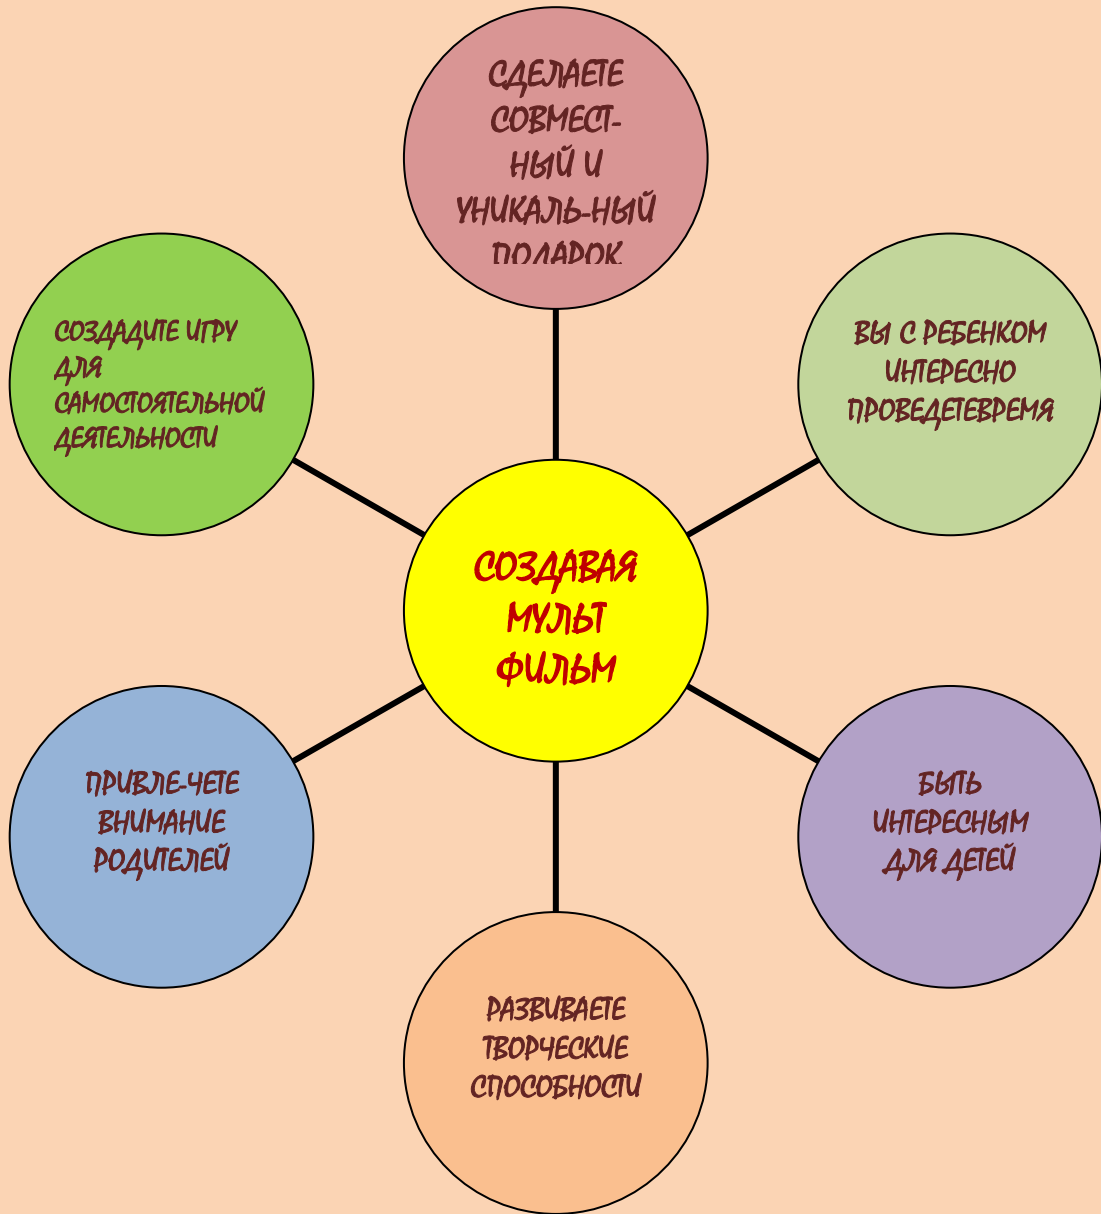 СДЕЛАЕТЕ
СОВМЕСТ-
НЫЙ И
УНИКАЛЬ-НЫЙ
ПОДАРОК
СОЗДАДИТЕ ИГРУ
ДЛЯ
САМОСТОЯТЕЛЬНОЙ
ДЕЯТЕЛЬНОСТИ
ВЫ С РЕБЕНКОМ
ИНТЕРЕСНО
ПРОВЕДЕТЕВРЕМЯ
СОЗДАВАЯ
МУЛЬТ
ФИЛЬМ
ПРИВЛЕ-ЧЕТЕ
ВНИМАНИЕ
РОДИТЕЛЕЙ
БЫТЬ
ИНТЕРЕСНЫМ
ДЛЯ ДЕТЕЙ
РАЗВИВАЕТЕ
ТВОРЧЕСКИЕ
СПОСОБНОСТИ